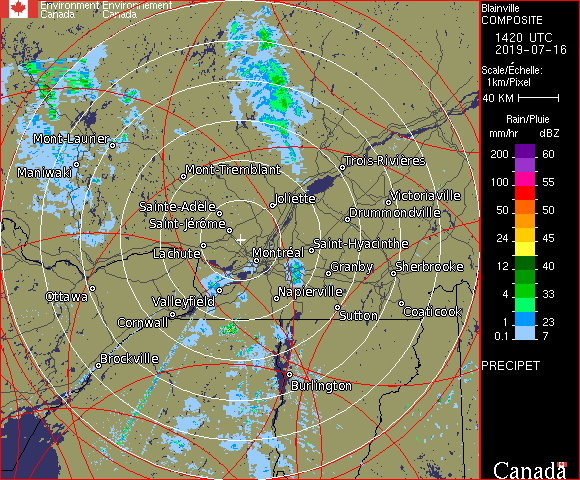 Environment Environnement
Canada Canada
Blainville
COMPOSITE
1420 UTC
2019-07-16
Scale/Échelle:
1km/Pixel
40 KM
Rain/Pluie
mm/hr dBZ
200 60
100 55
50 50
24 45
12 40
4 33
1 23
0.1 7
PRECIPET
Mont-Laurier
Maniwaki
Mont-Tremblant
Trois-Rivières
Joliette
Victoriaville
Sainte-Adèle
Drummondville
Saint-Jérôme
Saint-Hyacinthe
Lachute
Montréal
Granby
Sherbrooke
Ottawa
Valleyfield
Napierville
Cornwall
Sutton
Coaticook
Brockville
Burlington
Canada